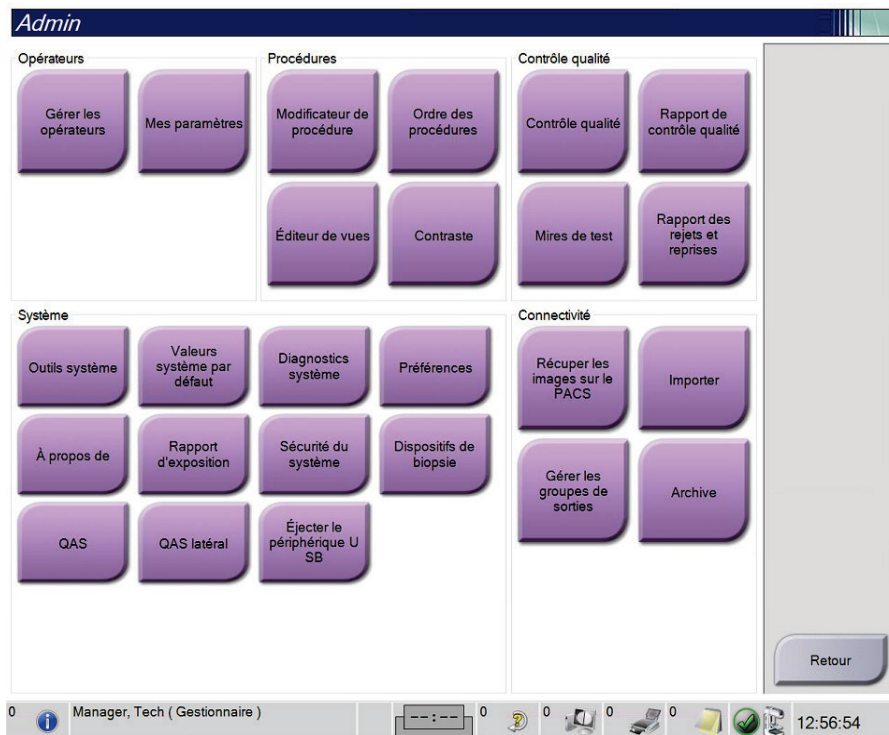 Admin
Opérateurs
Gérer les
opérateurs
Mes paramètres
Procédures
Modificateur de
procédure
Ordre des
procédures
Éditeur de vues
Contraste
Contrôle qualité
Contrôle qualité
Rapport de
contrôle qualité
Mires de test
Rapport des
rejets et
reprises
Système
Outils système
Valeurs
système par
défaut
Diagnostics
système
Préférences
À propos de
Rapport
d'exposition
Sécurité du
système
Dispositifs de
biopsie
QAS
QAS latéral
Éjecter le
périphérique U
SB
Connectivité
Récuper les
images sur le
PACS
Importer
Gérer les
groupes de
sorties
Archive
Retour
0
Manager, Tech ( Gestionnaire )
--:--
0
0
0
0
12:56:54